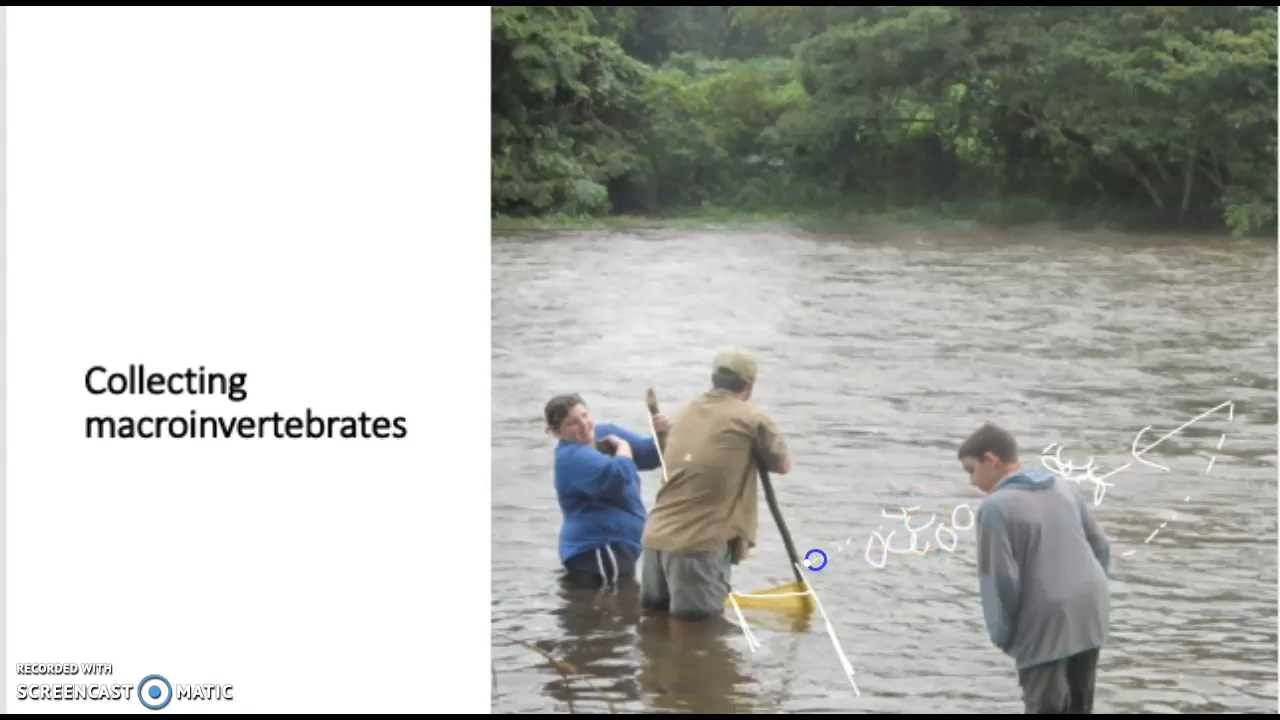 Collecting
macroinvertebrates
RECORDED WITH
SCREENCAST MATIC